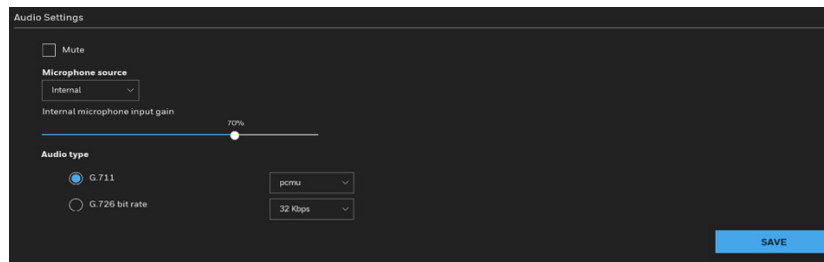 Audio Settings
Mute
Microphone source
Internal
Internal microphone input gain
70%
Audio type
G.711
pcmu
G.726 bit rate
32 Kbps
SAVE